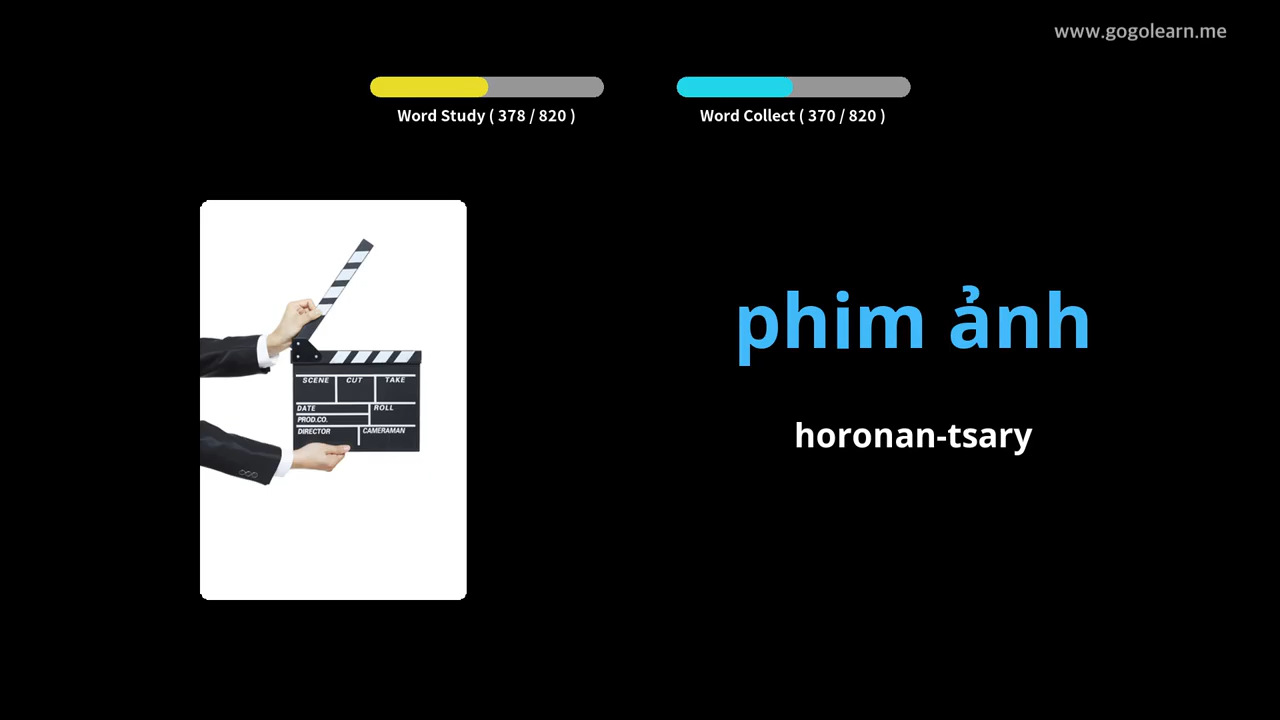 www.gogolearn.me
Word Study ( 378 / 820 )
Word Collect ( 370 / 820 )
phim ảnh
horonan-tsary
SCENE CUT TAKE
DATE ROLL
PROD.CO.
DIRECTOR CAMERAMAN